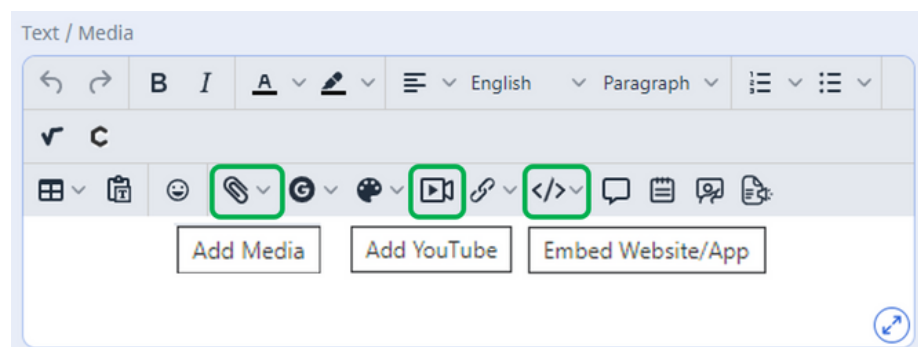 Text / Media
B I A English Paragraph
Add Media Add YouTube Embed Website/App